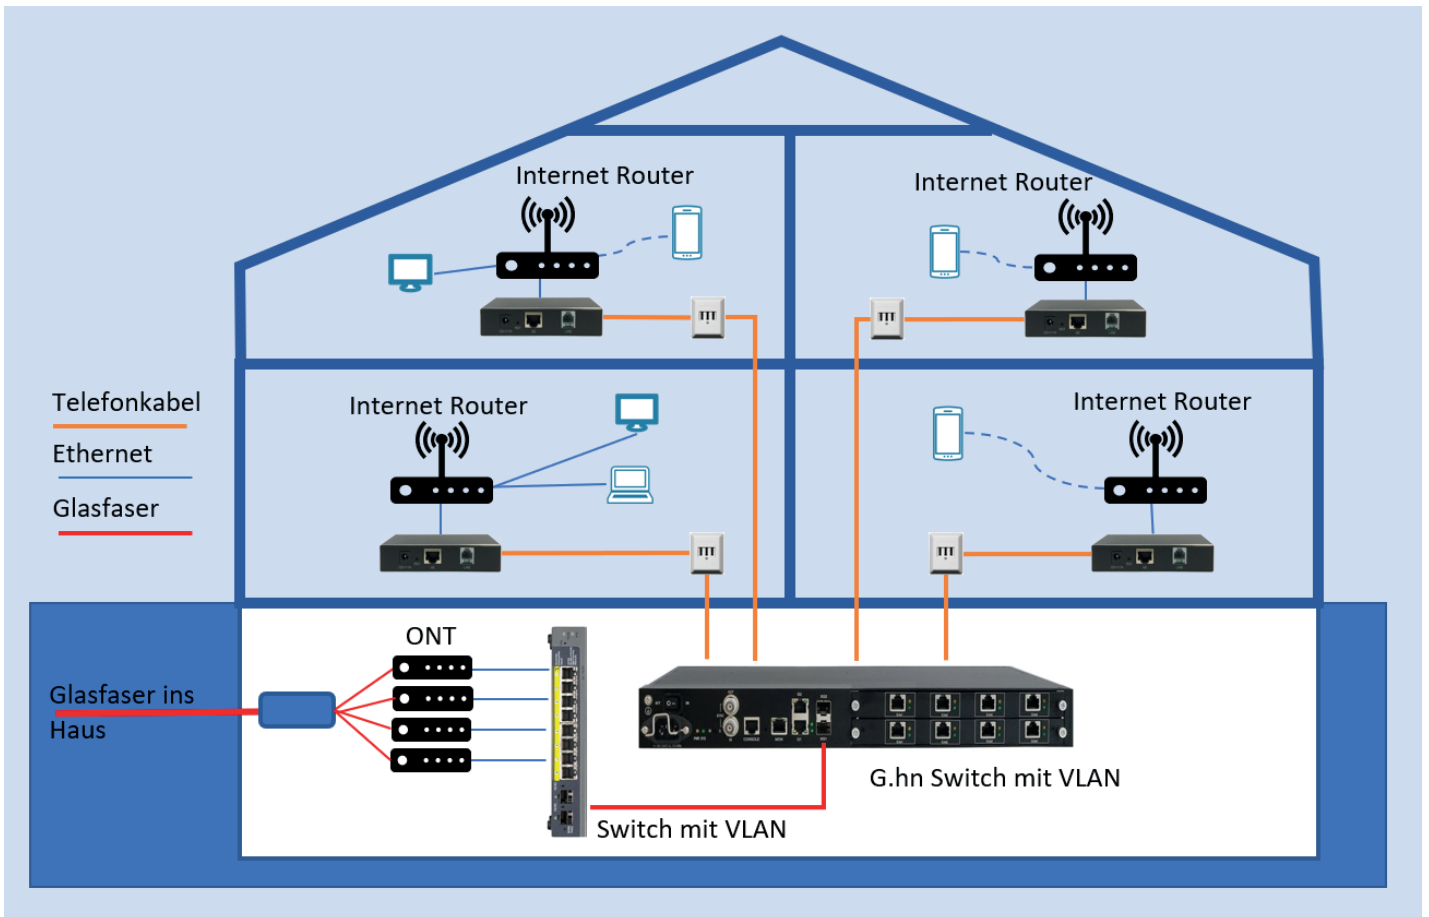 Internet Router
Internet Router
Telefonkabel
Ethernet
Glasfaser
Internet Router
Internet Router
ONT
Glasfaser ins
Haus
CONSOLE
G.hn Switch mit VLAN
Switch mit VLAN